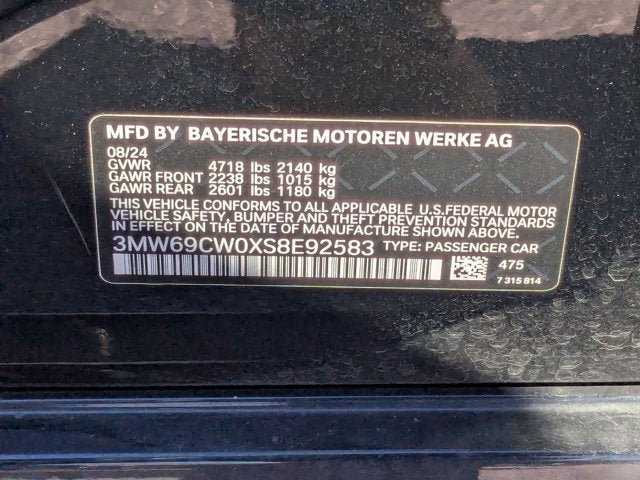 MFD BY BAYERISCHE MOTOREN WERKE AG
08/24
GVWR 4718 lbs 2140 kg
GAWR FRONT 2238 lbs 1015 kg
GAWR REAR 2601 lbs 1180 kg
THIS VEHICLE CONFORMS TO ALL APPLICABLE U.S.FEDERAL MOTOR
VEHICLE SAFETY, BUMPER AND THEFT PREVENTION STANDARDS
IN EFFECT ON THE DATE OF MANUFACTURE SHOWN ABOVE.
3MW69CW0XS8E92583 TYPE: PASSENGER CAR
475
7 315 814